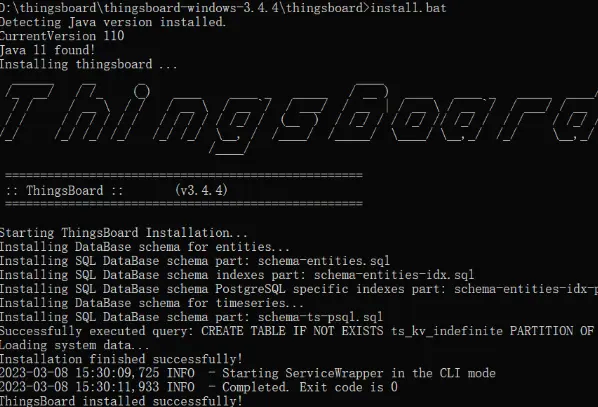 D:\thingsboard\thingsboard-windows-3.4.4\thingsboard>install.bat
Detecting Java version installed.
CurrentVersion 110
Java 11 found!
Installing thingsboard ...
ThingsBoard
===================================================
:: ThingsBoard ::       (v3.4.4)
===================================================
Starting ThingsBoard Installation...
Installing DataBase schema for entities...
Installing SQL DataBase schema part: schema-entities.sql
Installing SQL DataBase schema indexes part: schema-entities-idx.sql
Installing SQL DataBase schema PostgreSQL specific indexes part: schema-entities-idx-p
Installing DataBase schema for timeseries...
Installing SQL DataBase schema part: schema-ts-psql.sql
Successfully executed query: CREATE TABLE IF NOT EXISTS ts_kv_indefinite PARTITION OF
Loading system data...
Installation finished successfully!
2023-03-08 15:30:09,725 INFO  - Starting ServiceWrapper in the CLI mode
2023-03-08 15:30:11,933 INFO  - Completed. Exit code is 0
ThingsBoard installed successfully!